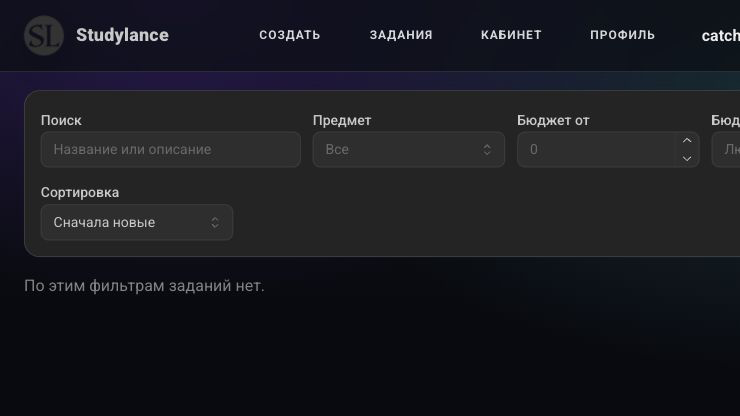 SL Studylance СОЗДАТЬ ЗАДАНИЯ КАБИНЕТ ПРОФИЛЬ catch
Поиск Предмет Бюджет от Бюд
Название или описание Все 0 Лю
Сортировка
Сначала новые
По этим фильтрам заданий нет.